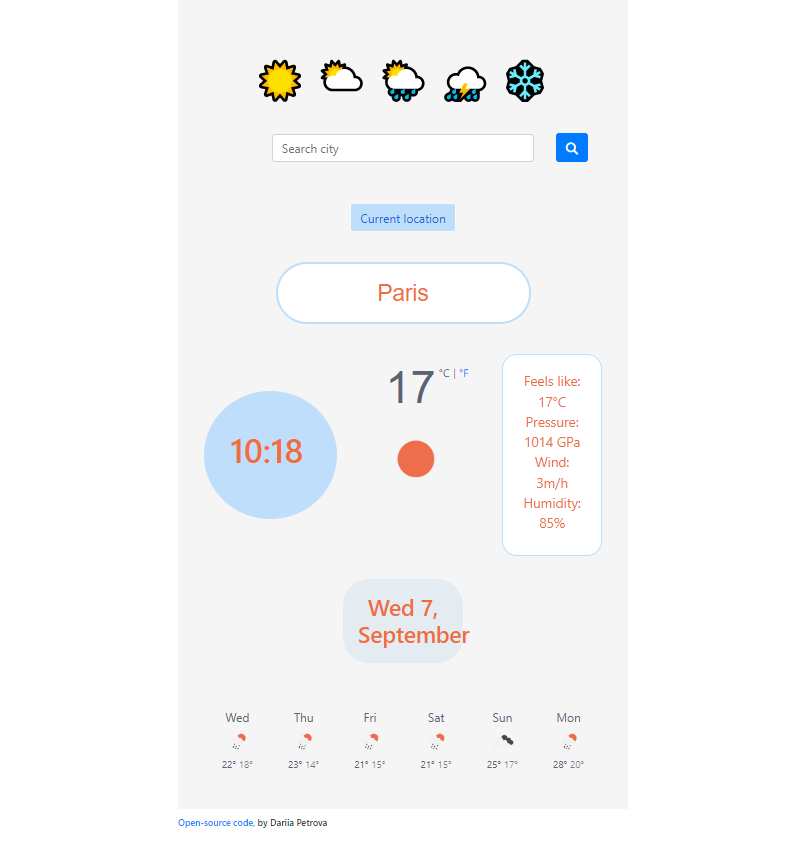 Search city
Current location
Paris
17 °C | °F
10:18
Feels like:
17°C
Pressure:
1014 GPa
Wind:
3m/h
Humidity:
85%
Wed 7,
September
Wed Thu Fri Sat Sun Mon
22° 18° 23° 14° 21° 15° 21° 15° 25° 17° 28° 20°
Open-source code, by Dariia Petrova